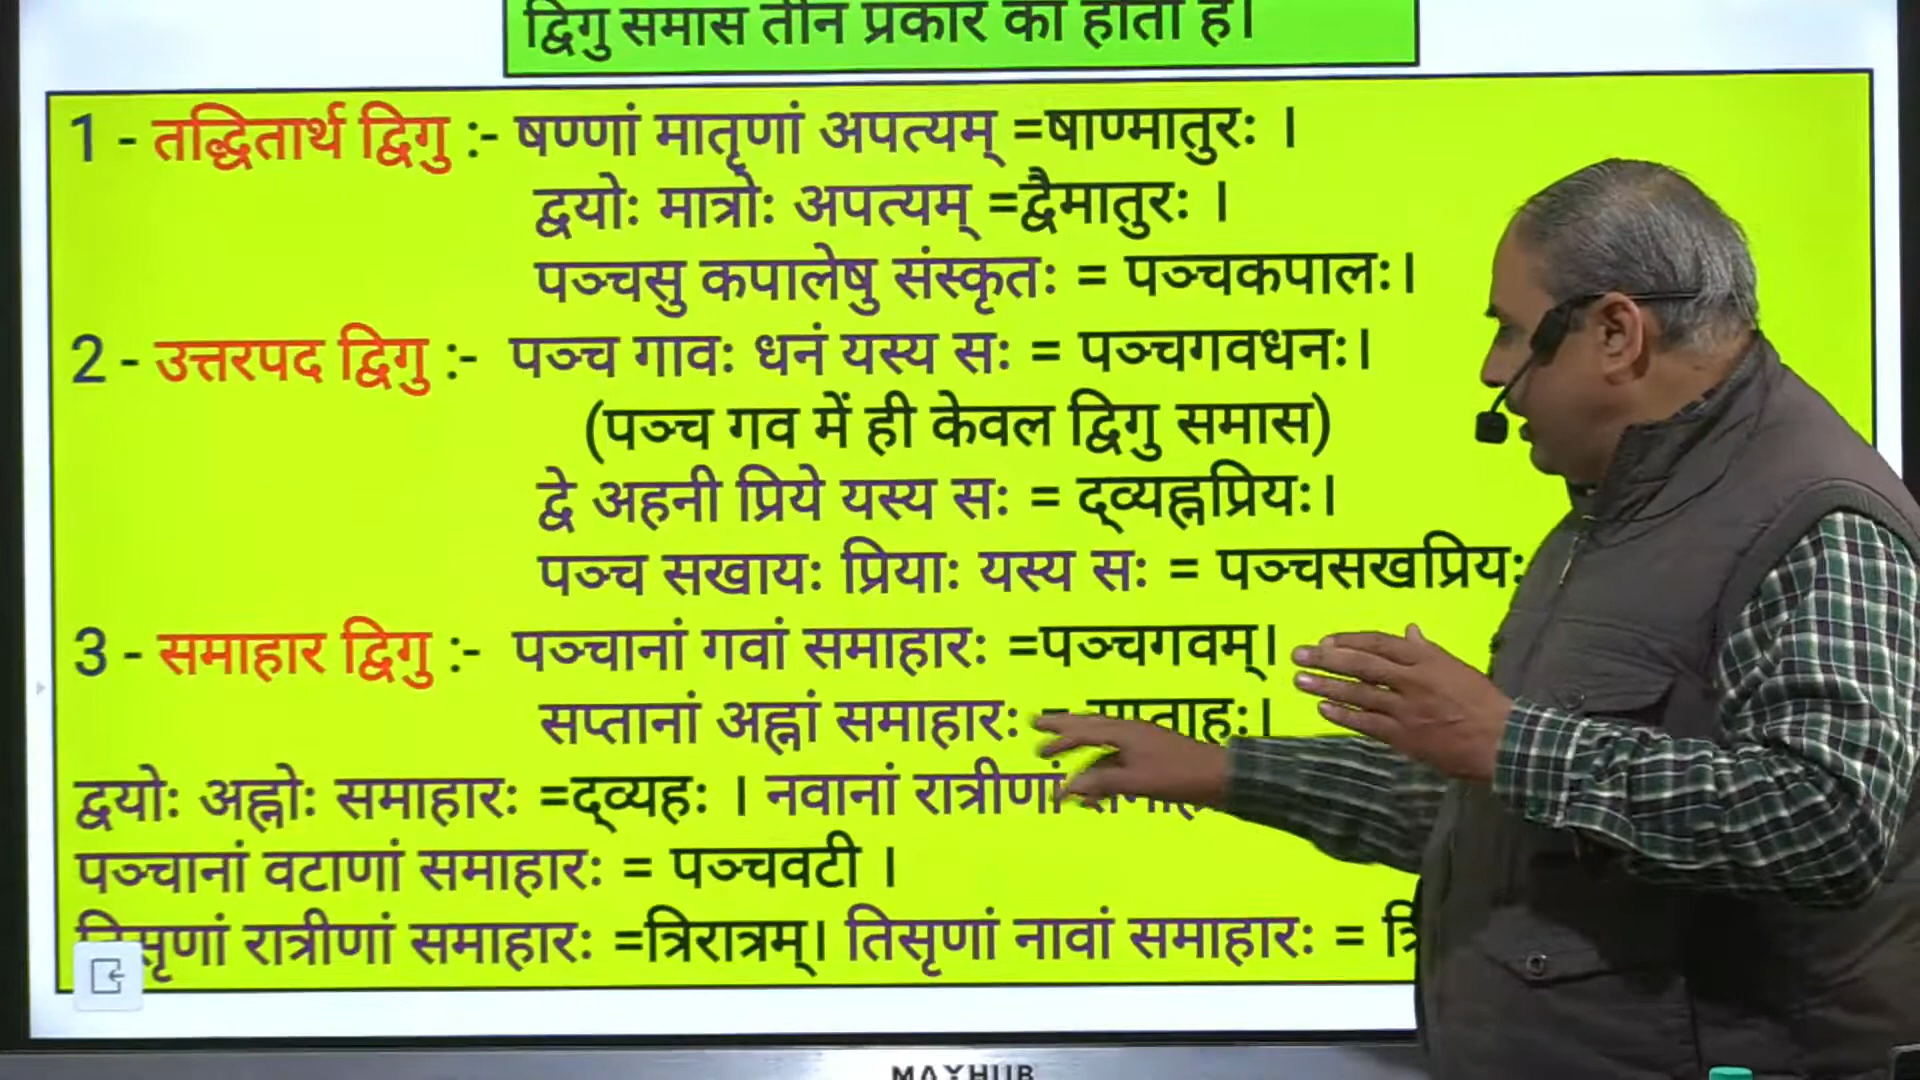 द्विगु समास तीन प्रकार का होता है।
1 - तद्धितार्थ द्विगु :- षण्णां मातृणां अपत्यम् =षाण्मातुरः ।
द्वयोः मात्रोः अपत्यम् =द्वैमातुरः ।
पञ्चसु कपालेषु संस्कृतः = पञ्चकपालः।
2 - उत्तरपद द्विगु :- पञ्च गावः धनं यस्य सः = पञ्चगवधनः।
(पञ्च गव में ही केवल द्विगु समास)
द्वे अहनी प्रिये यस्य सः = द्व्यह्नप्रियः।
पञ्च सखायः प्रियाः यस्य सः = पञ्चसखप्रियः
3 - समाहार द्विगु :- पञ्चानां गवां समाहारः =पञ्चगवम्।
सप्तानां अह्नां समाहारः = सप्ताहः।
द्वयोः अह्नोः समाहारः =द्व्यहः । नवानां रात्रीणां
पञ्चानां वटाणां समाहारः = पञ्चवटी ।
तिसृणां रात्रीणां समाहारः =त्रिरात्रम्। तिसृणां नावां समाहारः =
MAXHUB